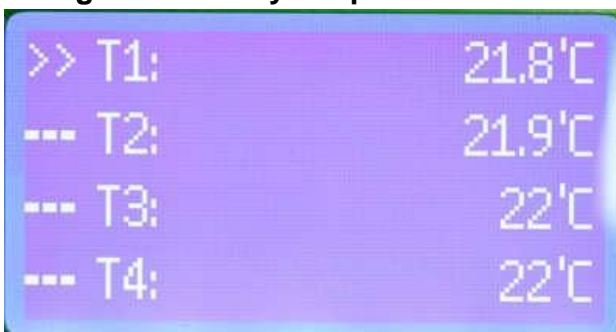 >> T1: 21.8'C
--- T2: 21.9'C
--- T3: 22'C
--- T4: 22'C